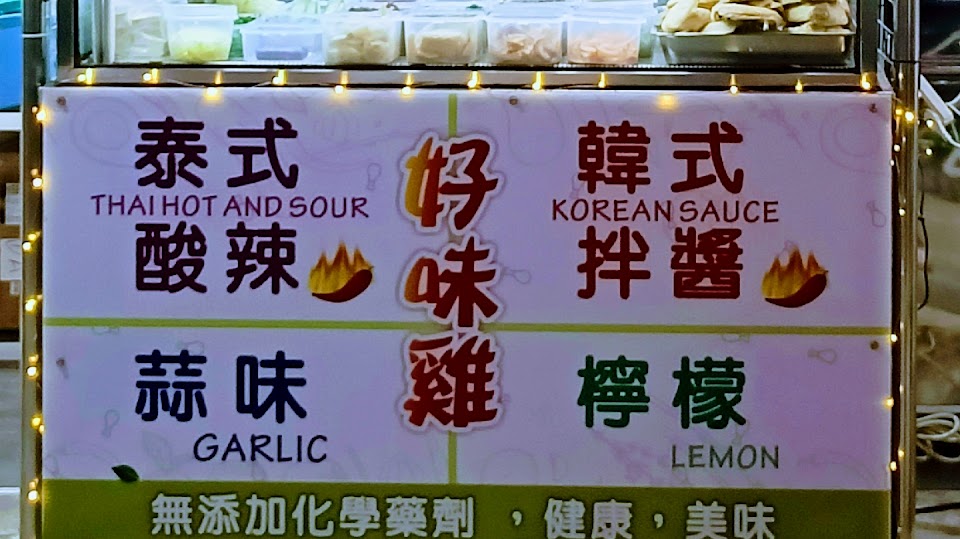 泰式
THAI HOT AND SOUR
酸辣
好味雞
韓式
KOREAN SAUCE
拌醬
蒜味
GARLIC
檸檬
LEMON
無添加化學藥劑，健康，美味